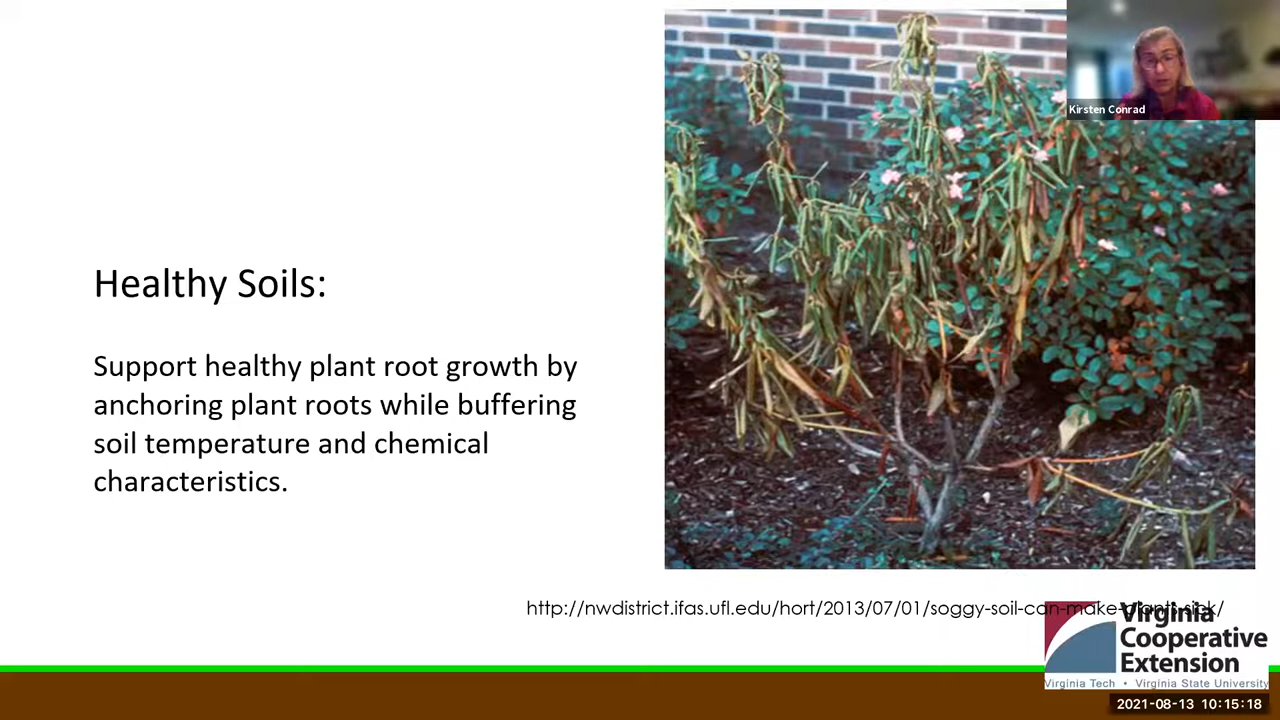 Kirsten Conrad
Healthy Soils:
Support healthy plant root growth by
anchoring plant roots while buffering
soil temperature and chemical
characteristics.
http://nwdistrict.ifas.ufl.edu/hort/2013/07/01/soggy-soil-can-make-plants-sick/
Virginia
Cooperative
Extension
Virginia Tech • Virginia State University
2021-08-13 10:15:18